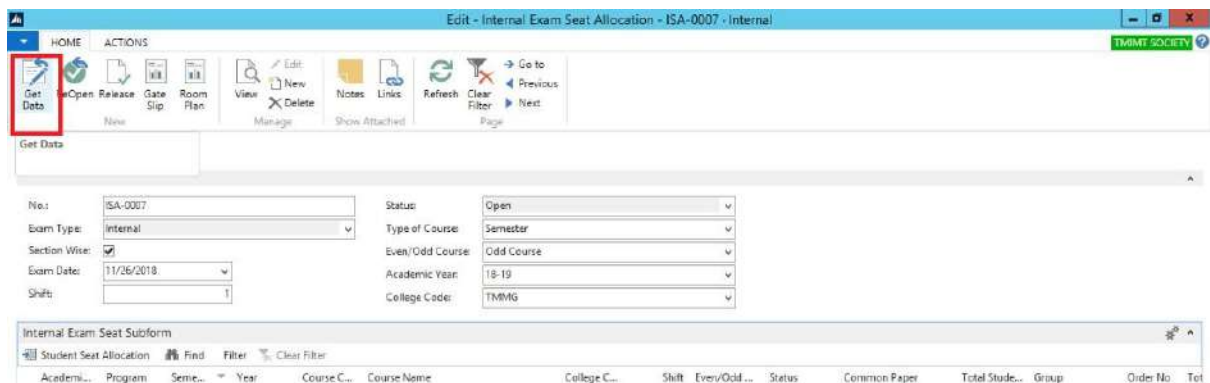 Edit - Internal Exam Seat Allocation - ISA-0007 - Internal
HOME ACTIONS
TMIMT SOCIETY
Get Data
ReOpen
Release
Gate Slip
Room Plan
New
View
Edit
New
Delete
Manage
Notes
Links
Show Attached
Refresh
Clear Filter
Go to
Previous
Next
Page
Get Data
No.: ISA-0007 Status: Open
Exam Type: Internal Type of Course: Semester
Section Wise: Even/Odd Course: Odd Course
Exam Date: 11/26/2018 Academic Year: 18-19
Shift: 1 College Code: TMMG
Internal Exam Seat Subform
Student Seat Allocation Find Filter Clear Filter
Academi... Program Seme... Year Course C... Course Name College C... Shift Even/Odd ... Status Common Paper Total Stude... Group Order No Tot